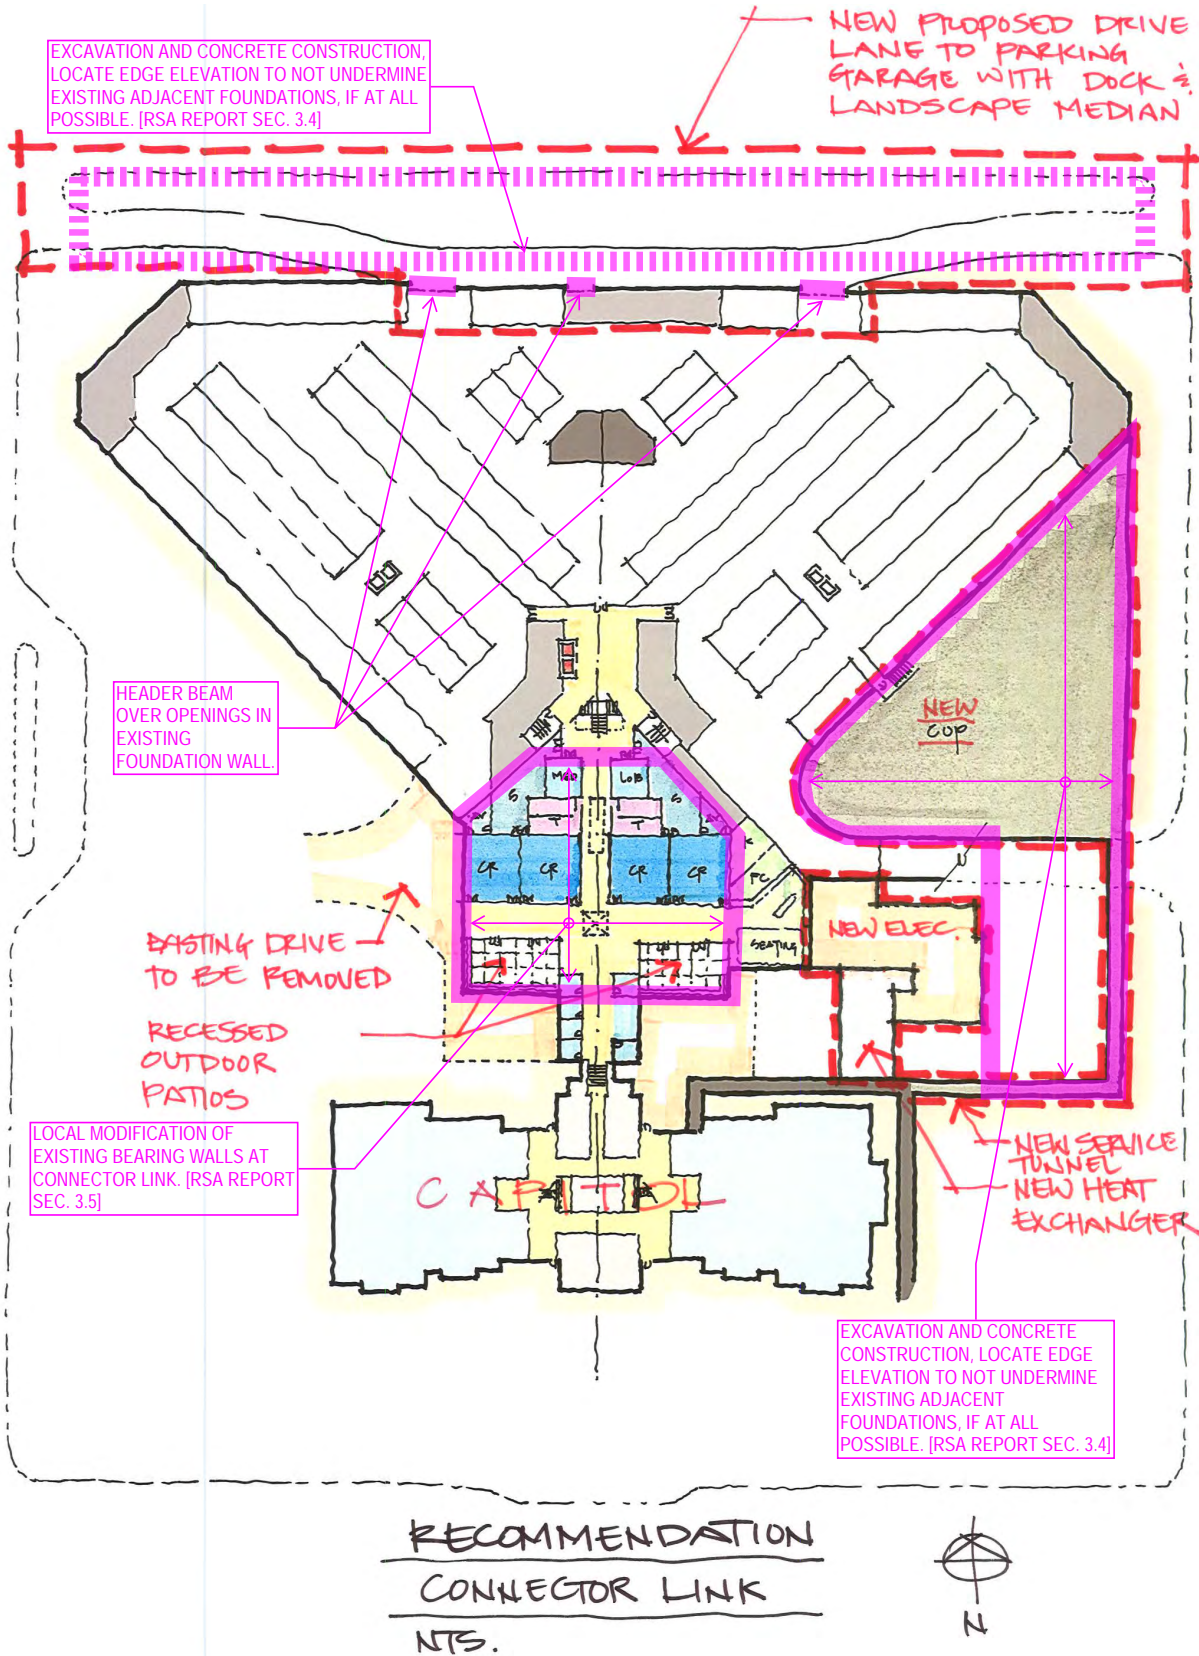 NEW PROPOSED DRIVE
LANE TO PARKING
GARAGE WITH DOCK &
LANDSCAPE MEDIAN
EXCAVATION AND CONCRETE CONSTRUCTION,
LOCATE EDGE ELEVATION TO NOT UNDERMINE
EXISTING ADJACENT FOUNDATIONS, IF AT ALL
POSSIBLE. [RSA REPORT SEC. 3.4]
HEADER BEAM
OVER OPENINGS IN
EXISTING
FOUNDATION WALL.
NEW
CUP
MED
LOB
S
S
T
T
CR
CR
CR
CR
FC
SEATING
NEW ELEC.
EXISTING DRIVE
TO BE REMOVED
RECESSED
OUTDOOR
PATIOS
LOCAL MODIFICATION OF
EXISTING BEARING WALLS AT
CONNECTOR LINK. [RSA REPORT
SEC. 3.5]
CAPITOL
NEW SERVICE
TUNNEL
NEW HEAT
EXCHANGER
EXCAVATION AND CONCRETE
CONSTRUCTION, LOCATE EDGE
ELEVATION TO NOT UNDERMINE
EXISTING ADJACENT
FOUNDATIONS, IF AT ALL
POSSIBLE. [RSA REPORT SEC. 3.4]
RECOMMENDATION
CONNECTOR LINK
NTS.
N